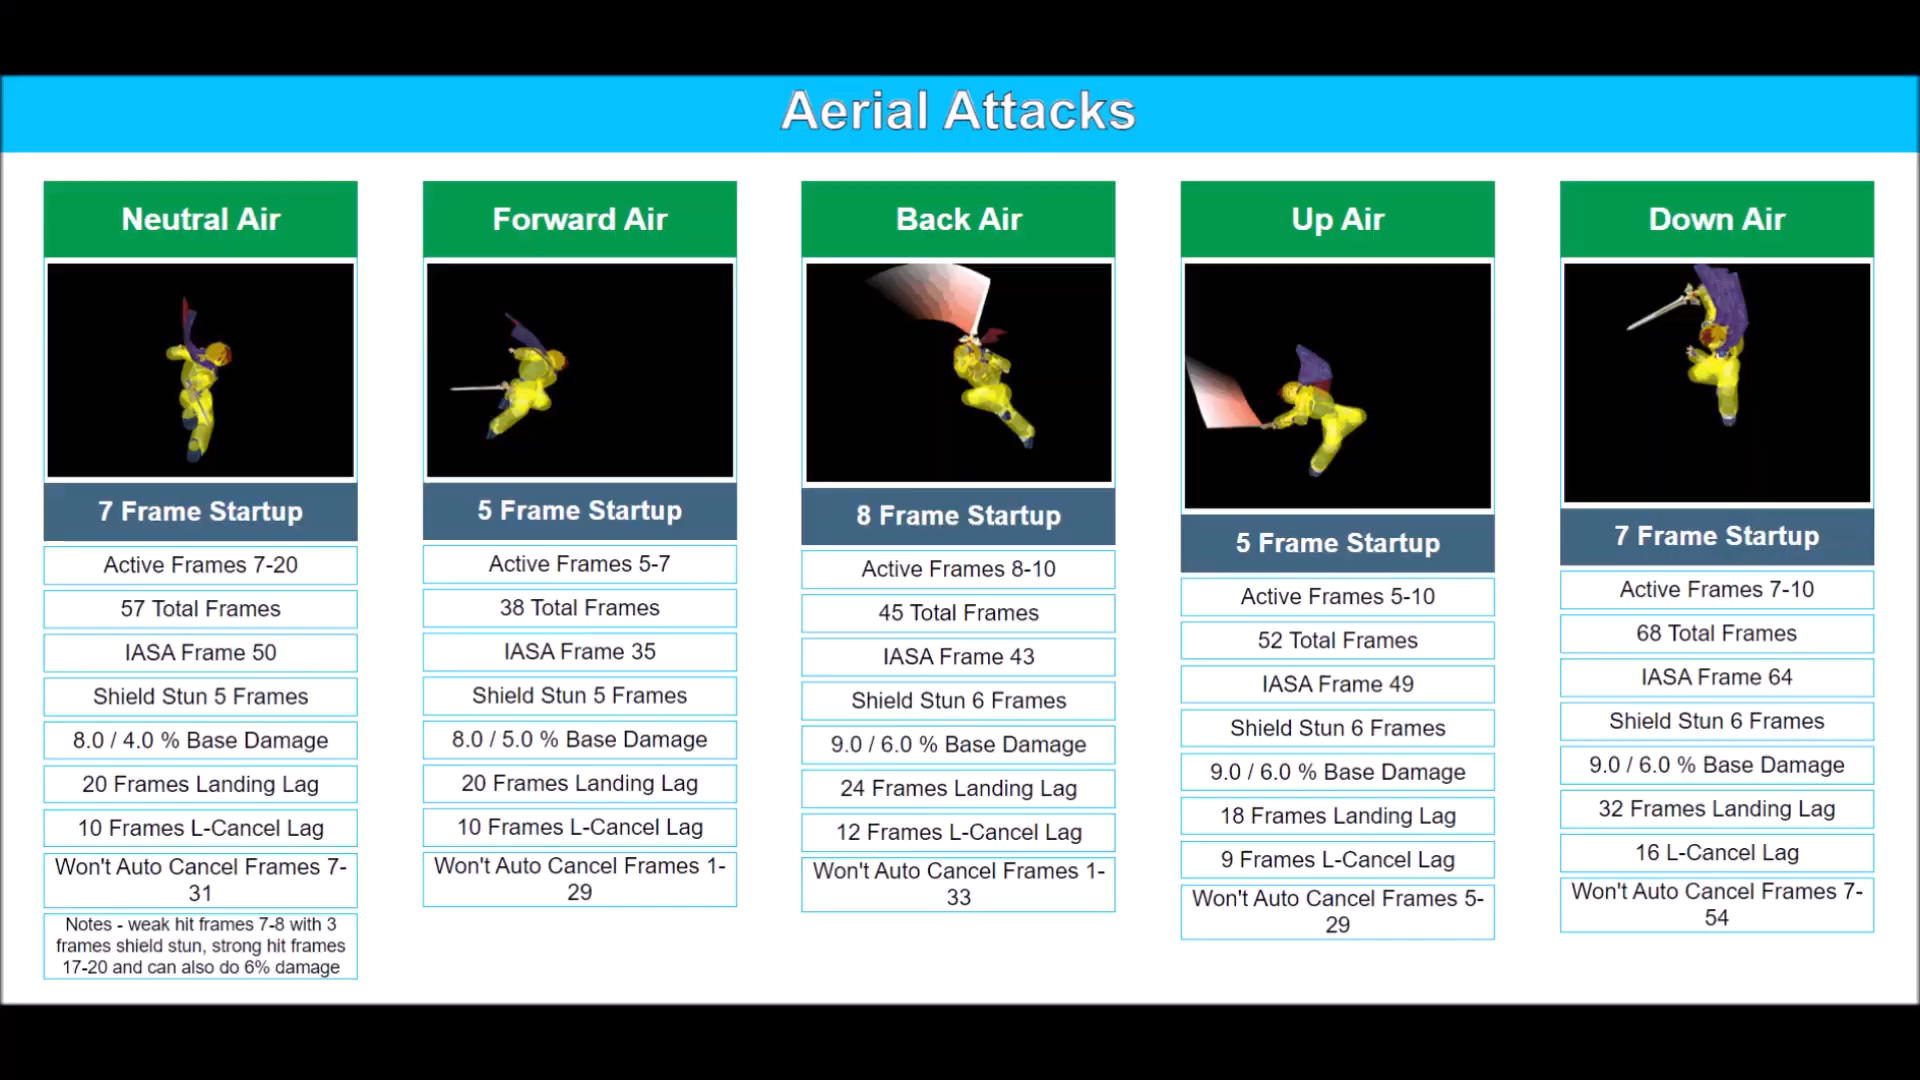 Aerial Attacks
Neutral Air
7 Frame Startup
Active Frames 7-20
57 Total Frames
IASA Frame 50
Shield Stun 5 Frames
8.0 / 4.0 % Base Damage
20 Frames Landing Lag
10 Frames L-Cancel Lag
Won't Auto Cancel Frames 7-
31
Notes - weak hit frames 7-8 with 3
frames shield stun, strong hit frames
17-20 and can also do 6% damage
Forward Air
5 Frame Startup
Active Frames 5-7
38 Total Frames
IASA Frame 35
Shield Stun 5 Frames
8.0 / 5.0 % Base Damage
20 Frames Landing Lag
10 Frames L-Cancel Lag
Won't Auto Cancel Frames 1-
29
Back Air
8 Frame Startup
Active Frames 8-10
45 Total Frames
IASA Frame 43
Shield Stun 6 Frames
9.0 / 6.0 % Base Damage
24 Frames Landing Lag
12 Frames L-Cancel Lag
Won't Auto Cancel Frames 1-
33
Up Air
5 Frame Startup
Active Frames 5-10
52 Total Frames
IASA Frame 49
Shield Stun 6 Frames
9.0 / 6.0 % Base Damage
18 Frames Landing Lag
9 Frames L-Cancel Lag
Won't Auto Cancel Frames 5-
29
Down Air
7 Frame Startup
Active Frames 7-10
68 Total Frames
IASA Frame 64
Shield Stun 6 Frames
9.0 / 6.0 % Base Damage
32 Frames Landing Lag
16 L-Cancel Lag
Won't Auto Cancel Frames 7-
54